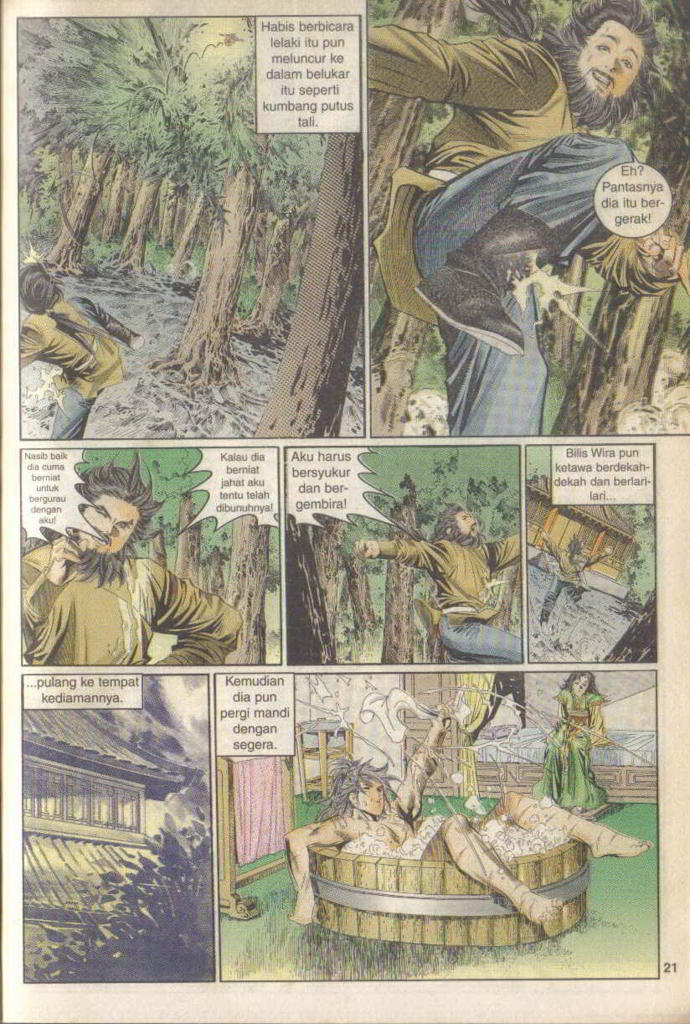 Habis berbicara
lelaki itu pun
meluncur ke
dalam belukar
itu seperti
kumbang putus
tali.
Eh?
Pantasnya
dia itu ber-
gerak!
Nasib baik
dia cuma
berniat
untuk
bergurau
dengan
aku!
Kalau dia
berniat
jahat aku
tentu telah
dibunuhnya!
Aku harus
bersyukur
dan ber-
gembira!
Bilis Wira pun
ketawa berdekah-
dekah dan berlari-
lari...
...pulang ke tempat
kediamannya.
Kemudian
dia pun
pergi mandi
dengan
segera.
21